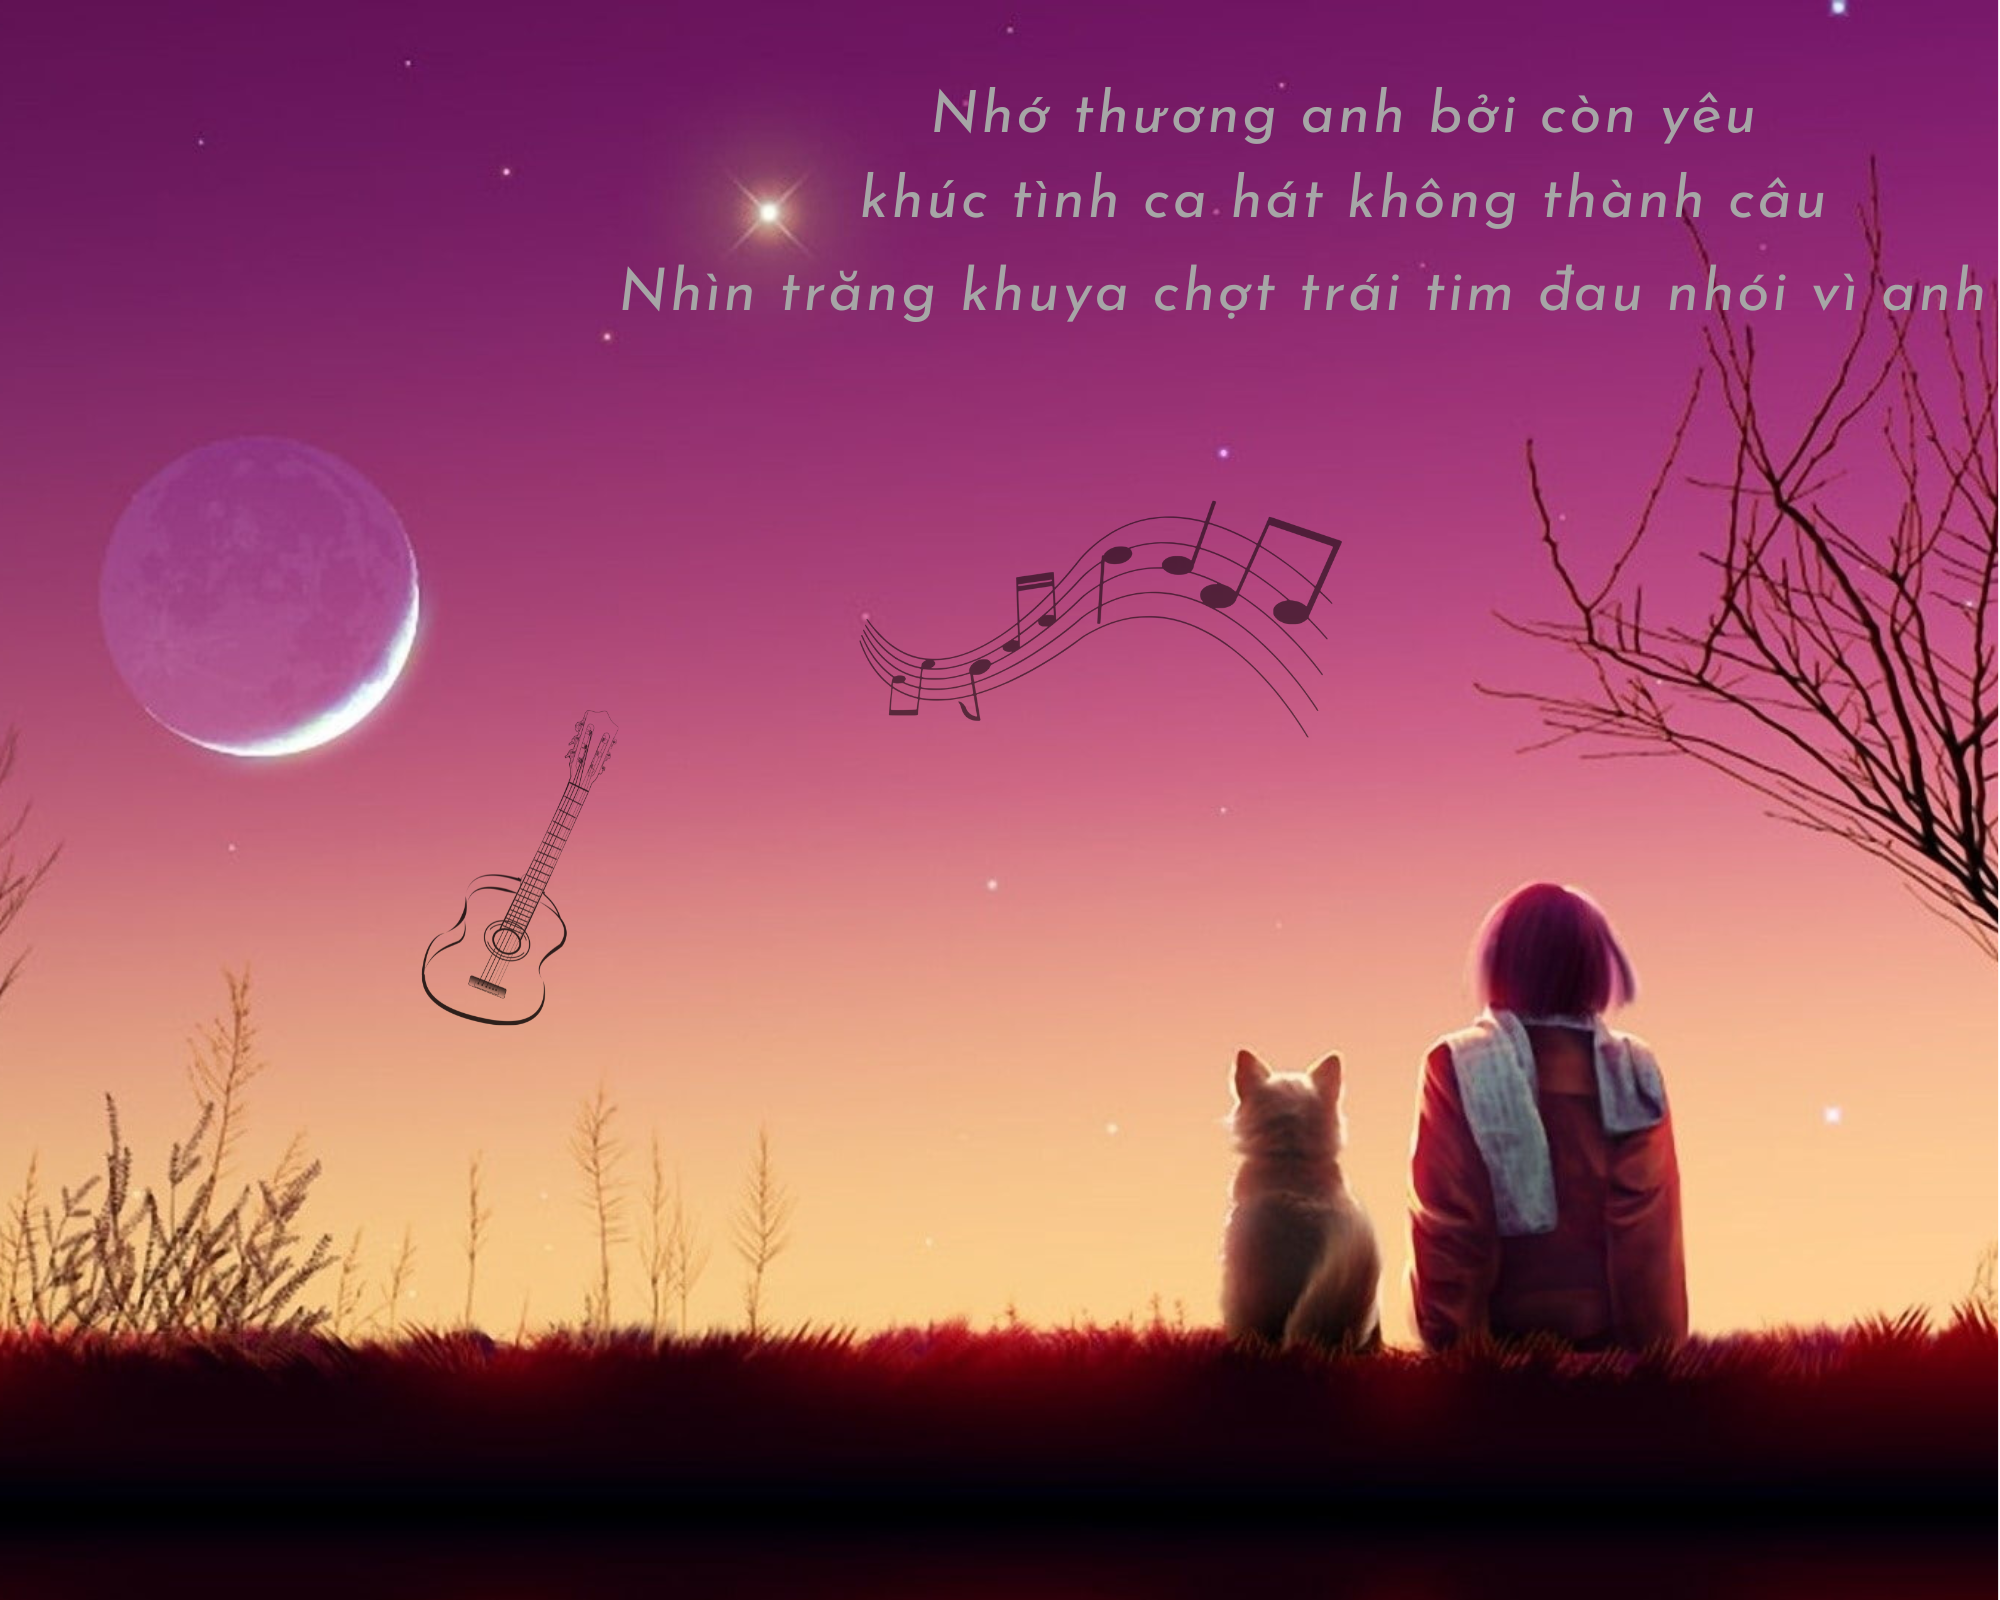 Nhớ thương anh bởi còn yêu
khúc tình ca hát không thành câu
Nhìn trăng khuya chợt trái tim đau nhói vì anh